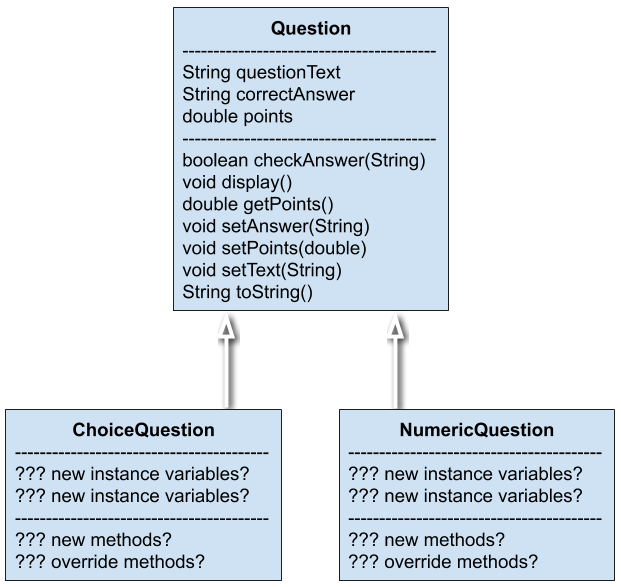 Question
-----------------------------------------
String questionText
String correctAnswer
double points
-----------------------------------------
boolean checkAnswer(String)
void display()
double getPoints()
void setAnswer(String)
void setPoints(double)
void setText(String)
String toString()
ChoiceQuestion
-----------------------------------------
??? new instance variables?
??? new instance variables?
-----------------------------------------
??? new methods?
??? override methods?
NumericQuestion
-----------------------------------------
??? new instance variables?
??? new instance variables?
-----------------------------------------
??? new methods?
??? override methods?